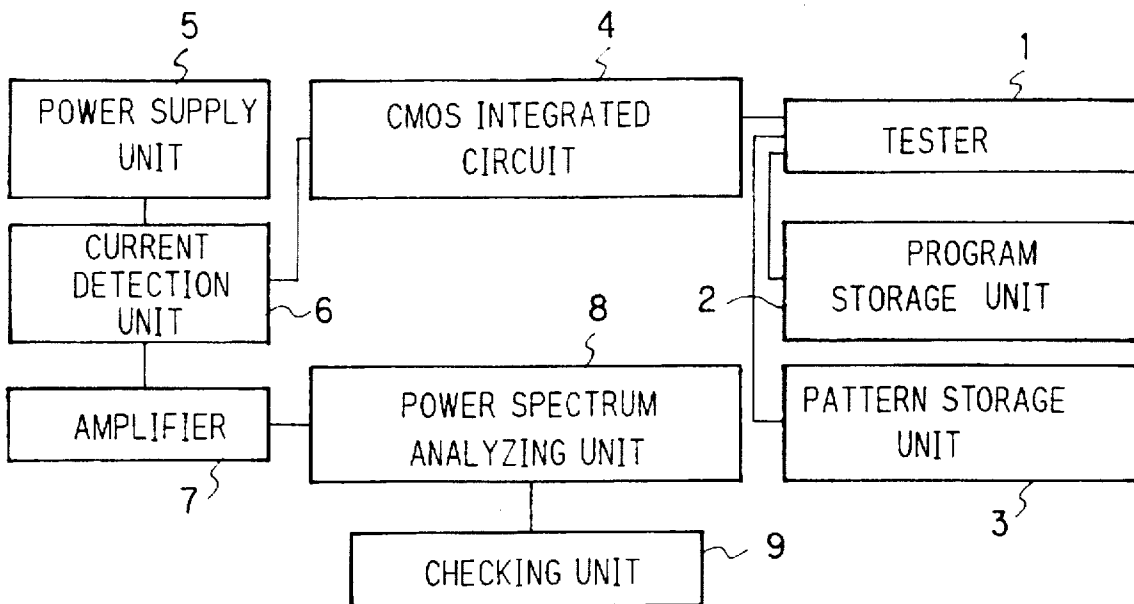 5
POWER SUPPLY
UNIT
4
CMOS INTEGRATED
CIRCUIT
1
TESTER
CURRENT
DETECTION
UNIT
6
2
PROGRAM
STORAGE UNIT
8
AMPLIFIER
7
POWER SPECTRUM
ANALYZING UNIT
PATTERN STORAGE
UNIT
3
9
CHECKING UNIT